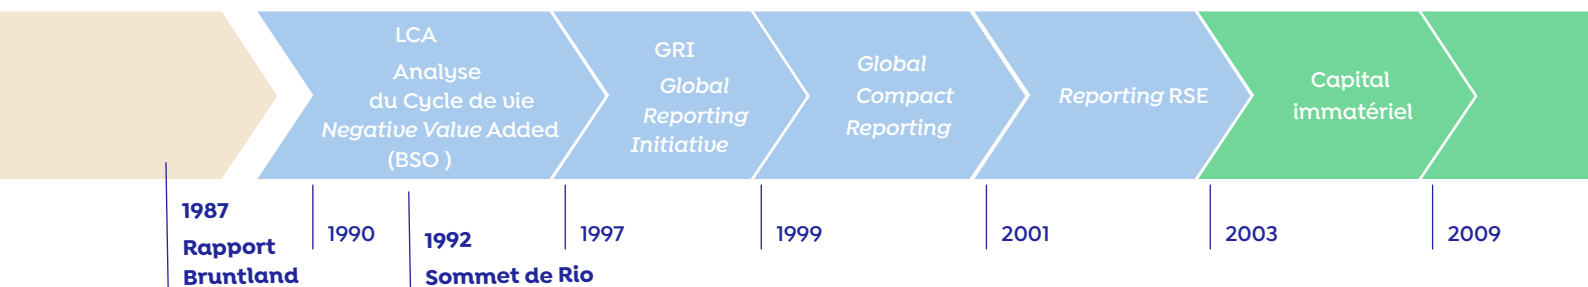 LCA
Analyse
du Cycle de vie
Negative Value Added
(BSO )
GRI
Global
Reporting
Initiative
Global
Compact
Reporting
Reporting RSE
Capital
immatériel
1987
Rapport
Bruntland
1990
1992
Sommet de Rio
1997
1999
2001
2003
2009